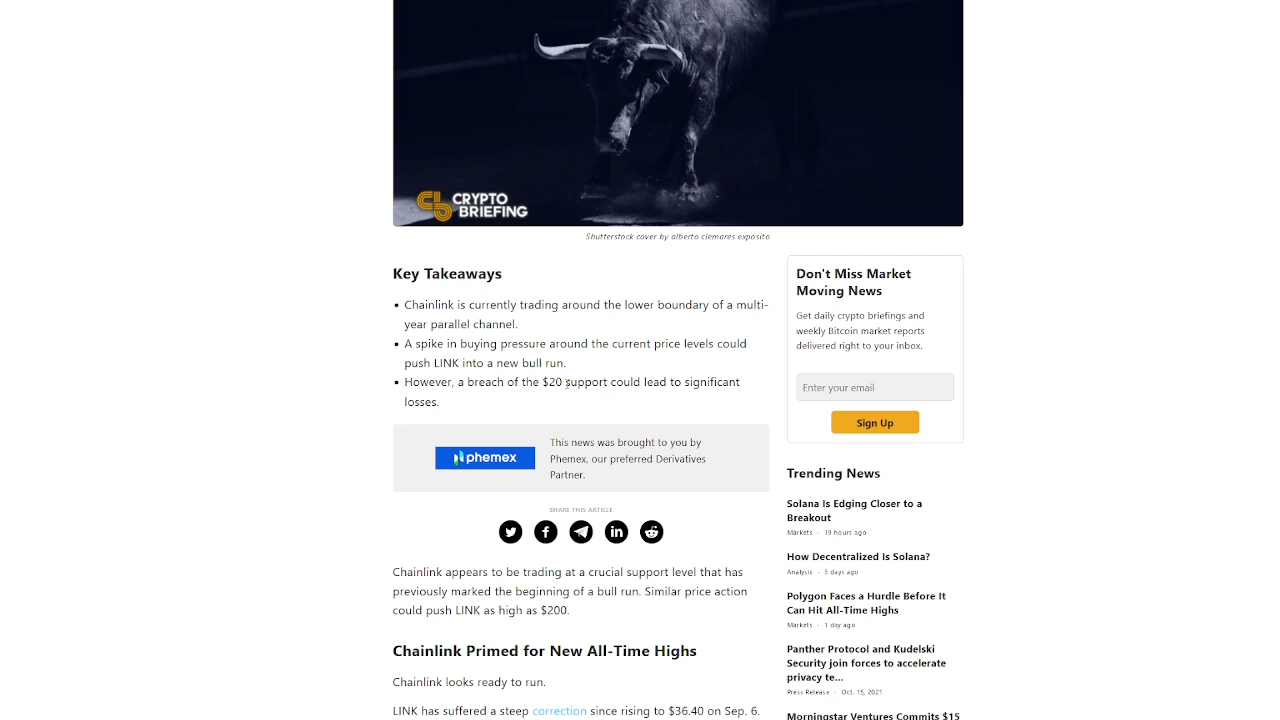 CRYPTO
BRIEFING
Shutterstock cover by alberto clemares exposito
Key Takeaways
• Chainlink is currently trading around the lower boundary of a multi-
year parallel channel.
• A spike in buying pressure around the current price levels could
push LINK into a new bull run.
• However, a breach of the $20 support could lead to significant
losses.
phemex
This news was brought to you by
Phemex, our preferred Derivatives
Partner.
SHARE THIS ARTICLE
Chainlink appears to be trading at a crucial support level that has
previously marked the beginning of a bull run. Similar price action
could push LINK as high as $200.
Chainlink Primed for New All-Time Highs
Chainlink looks ready to run.
LINK has suffered a steep correction since rising to $36.40 on Sep. 6.
Don't Miss Market
Moving News
Get daily crypto briefings and
weekly Bitcoin market reports
delivered right to your inbox.
Enter your email
Sign Up
Trending News
Solana Is Edging Closer to a
Breakout
Markets - 19 hours ago
How Decentralized Is Solana?
Analysis - 3 days ago
Polygon Faces a Hurdle Before It
Can Hit All-Time Highs
Markets - 1 day ago
Panther Protocol and Kudelski
Security join forces to accelerate
privacy te...
Press Release - Oct. 15, 2021
Morningstar Ventures Commits $15